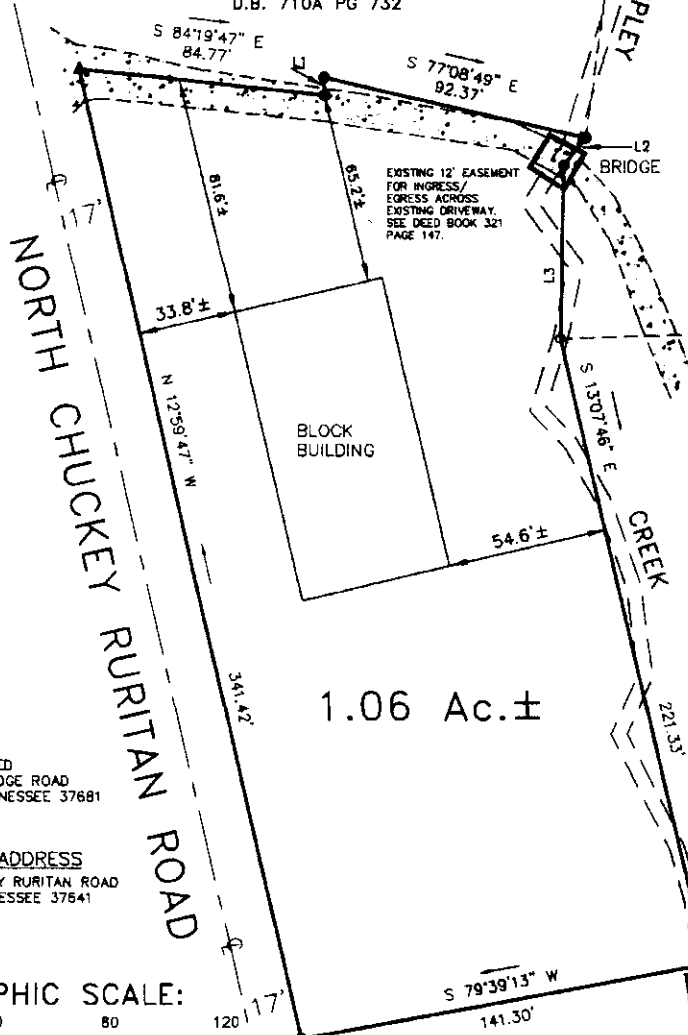 D.B. 710A PG 732
S 84°19'47" E
84.77'
L1
S 77°08'49" E
92.37'
L2
BRIDGE
EXISTING 12' EASEMENT
FOR INGRESS/
EGRESS ACROSS
EXISTING DRIVEWAY.
SEE DEED BOOK 321
PAGE 147.
81.6'±
65.2'±
17'
33.8'±
L3
NORTH CHUCKEY RURITAN ROAD
N 12°59'47" W
341.42'
BLOCK
BUILDING
S 13°07'46" E
221.33'
54.6'±
CREEK
1.06 Ac.±
ROAD
NESSEE 37681
ADDRESS
RURITAN ROAD
ESSEE 37641
PHIC SCALE:
80
120
17'
S 79°39'13" W
141.30'